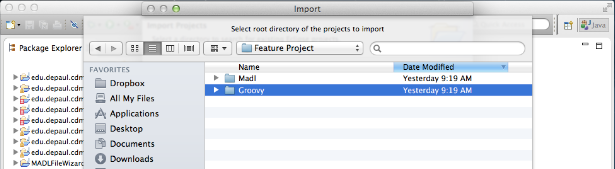 Import
Select root directory of the projects to import
Java
Package Explorer
Feature Project
FAVORITES
Name
Date Modified
Dropbox
Madl
Yesterday 9:19 AM
All My Files
Groovy
Yesterday 9:19 AM
Applications
Desktop
Documents
Downloads
edu.depaul.cdm
edu.depaul.cdm
edu.depaul.cdm
edu.depaul.cdm
edu.depaul.cdm
edu.depaul.cdm
edu.depaul.cdm
MADLFileWizar